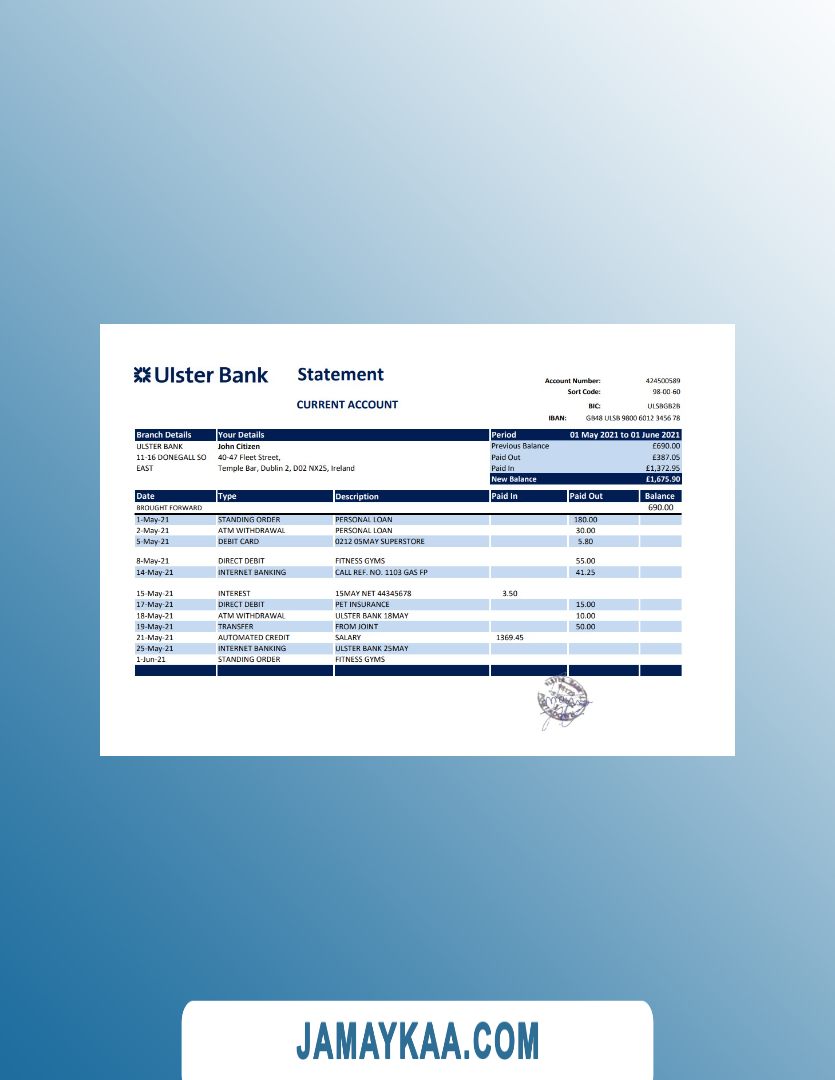 Ulster Bank Statement
CURRENT ACCOUNT
Account Number: 424500589
Sort Code: 98-00-60
BIC: ULSBGB2B
IBAN: GB48 ULSB 9800 6012 3456 78
Branch Details Your Details Period 01 May 2021 to 01 June 2021
ULSTER BANK John Citizen Previous Balance £690.00
11-16 DONEGALL SO 40-47 Fleet Street, Paid Out £387.05
EAST Temple Bar, Dublin 2, D02 NX25, Ireland Paid In £1,372.95
New Balance £1,675.90
Date Type Description Paid In Paid Out Balance
BROUGHT FORWARD 690.00
1-May-21 STANDING ORDER PERSONAL LOAN 180.00
2-May-21 ATM WITHDRAWAL PERSONAL LOAN 30.00
5-May-21 DEBIT CARD 0212 05MAY SUPERSTORE 5.80
8-May-21 DIRECT DEBIT FITNESS GYMS 55.00
14-May-21 INTERNET BANKING CALL REF. NO. 1103 GAS FP 41.25
15-May-21 INTEREST 15MAY NET 44345678 3.50
17-May-21 DIRECT DEBIT PET INSURANCE 15.00
18-May-21 ATM WITHDRAWAL ULSTER BANK 18MAY 10.00
19-May-21 TRANSFER FROM JOINT 50.00
21-May-21 AUTOMATED CREDIT SALARY 1369.45
25-May-21 INTERNET BANKING ULSTER BANK 25MAY
1-Jun-21 STANDING ORDER FITNESS GYMS
JAMAYKAA.COM